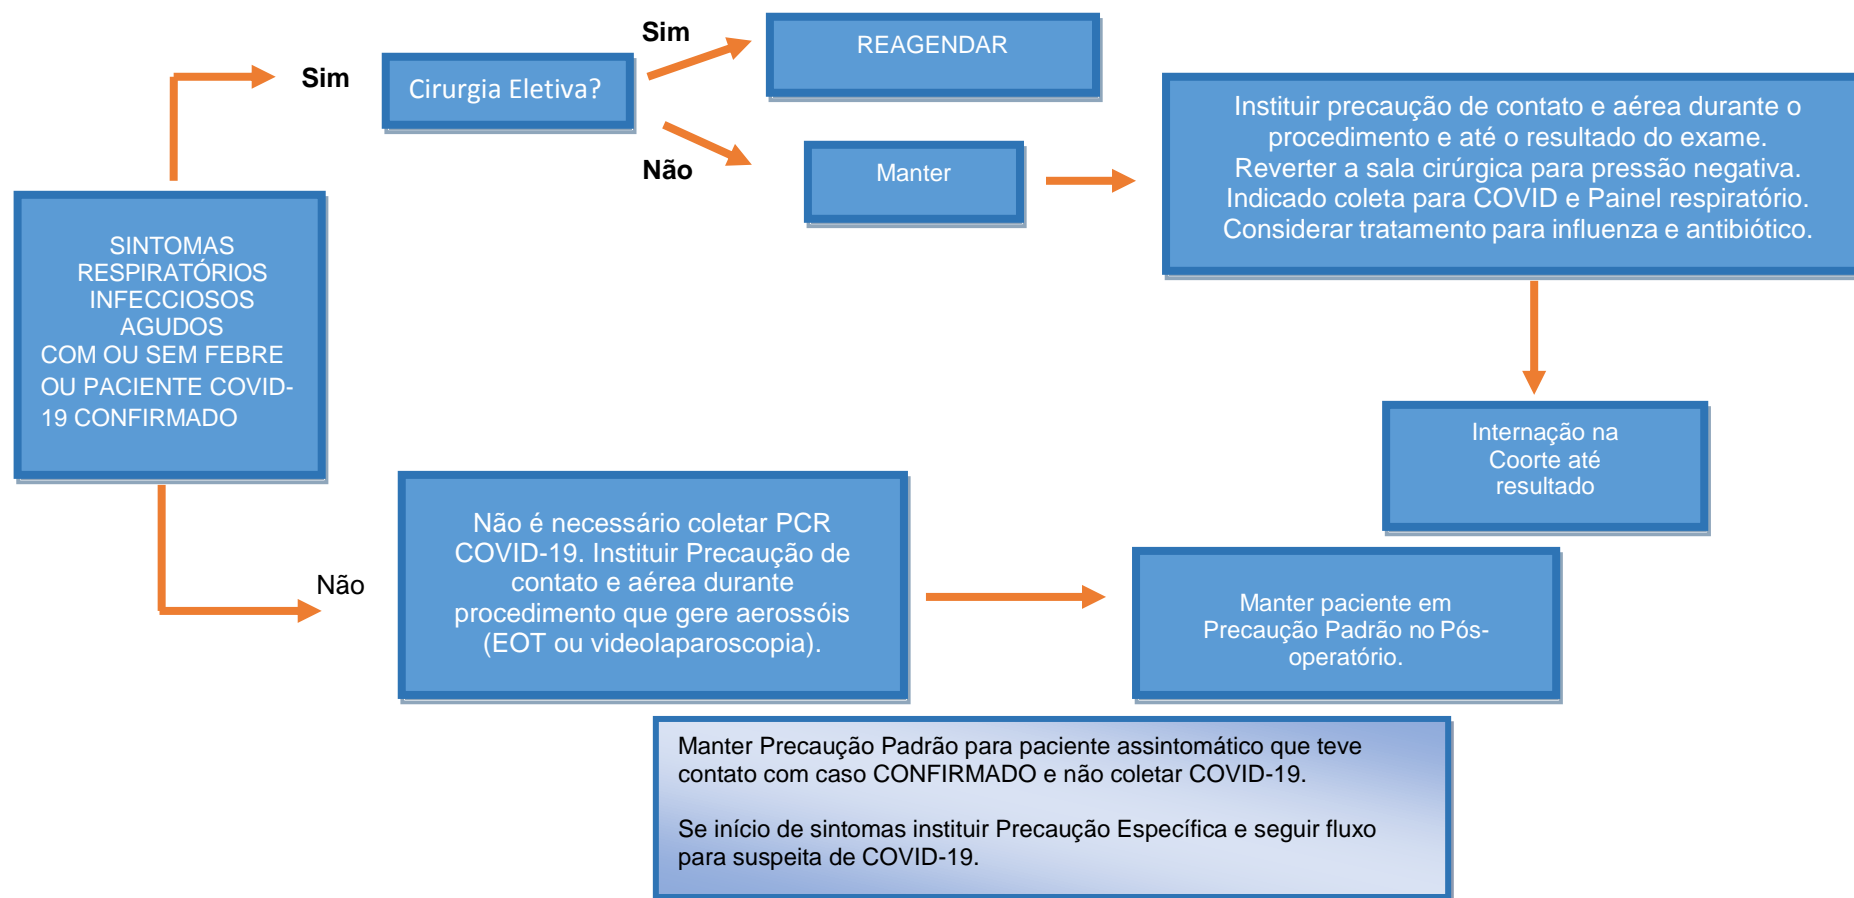 SINTOMAS
RESPIRATÓRIOS
INFECCIOSOS
AGUDOS
COM OU SEM FEBRE
OU PACIENTE COVID-
19 CONFIRMADO
Sim
Cirurgia Eletiva?
Sim
REAGENDAR
Não
Manter
Instituir precaução de contato e aérea durante o
procedimento e até o resultado do exame.
Reverter a sala cirúrgica para pressão negativa.
Indicado coleta para COVID e Painel respiratório.
Considerar tratamento para influenza e antibiótico.
Internação na
Coorte até
resultado
Não
Não é necessário coletar PCR
COVID-19. Instituir Precaução de
contato e aérea durante
procedimento que gere aerossóis
(EOT ou videolaparoscopia).
Manter paciente em
Precaução Padrão no Pós-
operatório.
Manter Precaução Padrão para paciente assintomático que teve
contato com caso CONFIRMADO e não coletar COVID-19.
Se início de sintomas instituir Precaução Específica e seguir fluxo
para suspeita de COVID-19.